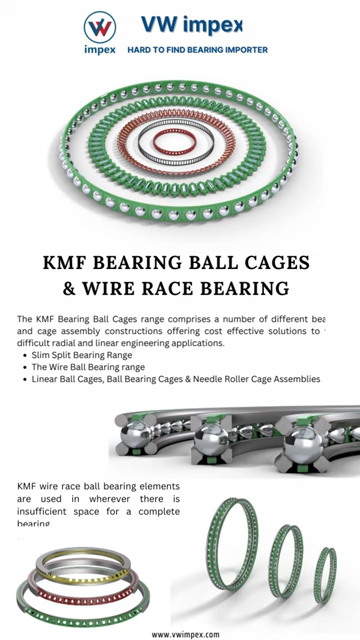 VW impex
impex
HARD TO FIND BEARING IMPORTER
KMF BEARING BALL CAGES
& WIRE RACE BEARING
The KMF Bearing Ball Cages range comprises a number of different
and cage assembly constructions offering cost effective solutions to
difficult radial and linear engineering applications.
• Slim Split Bearing Range
• The Wire Ball Bearing range
• Linear Ball Cages, Ball Bearing Cages & Needle Roller Cage Assemblies
KMF wire race ball bearing elements
are used in wherever there is
insufficient space for a complete
bearing
www.vwimpex.com